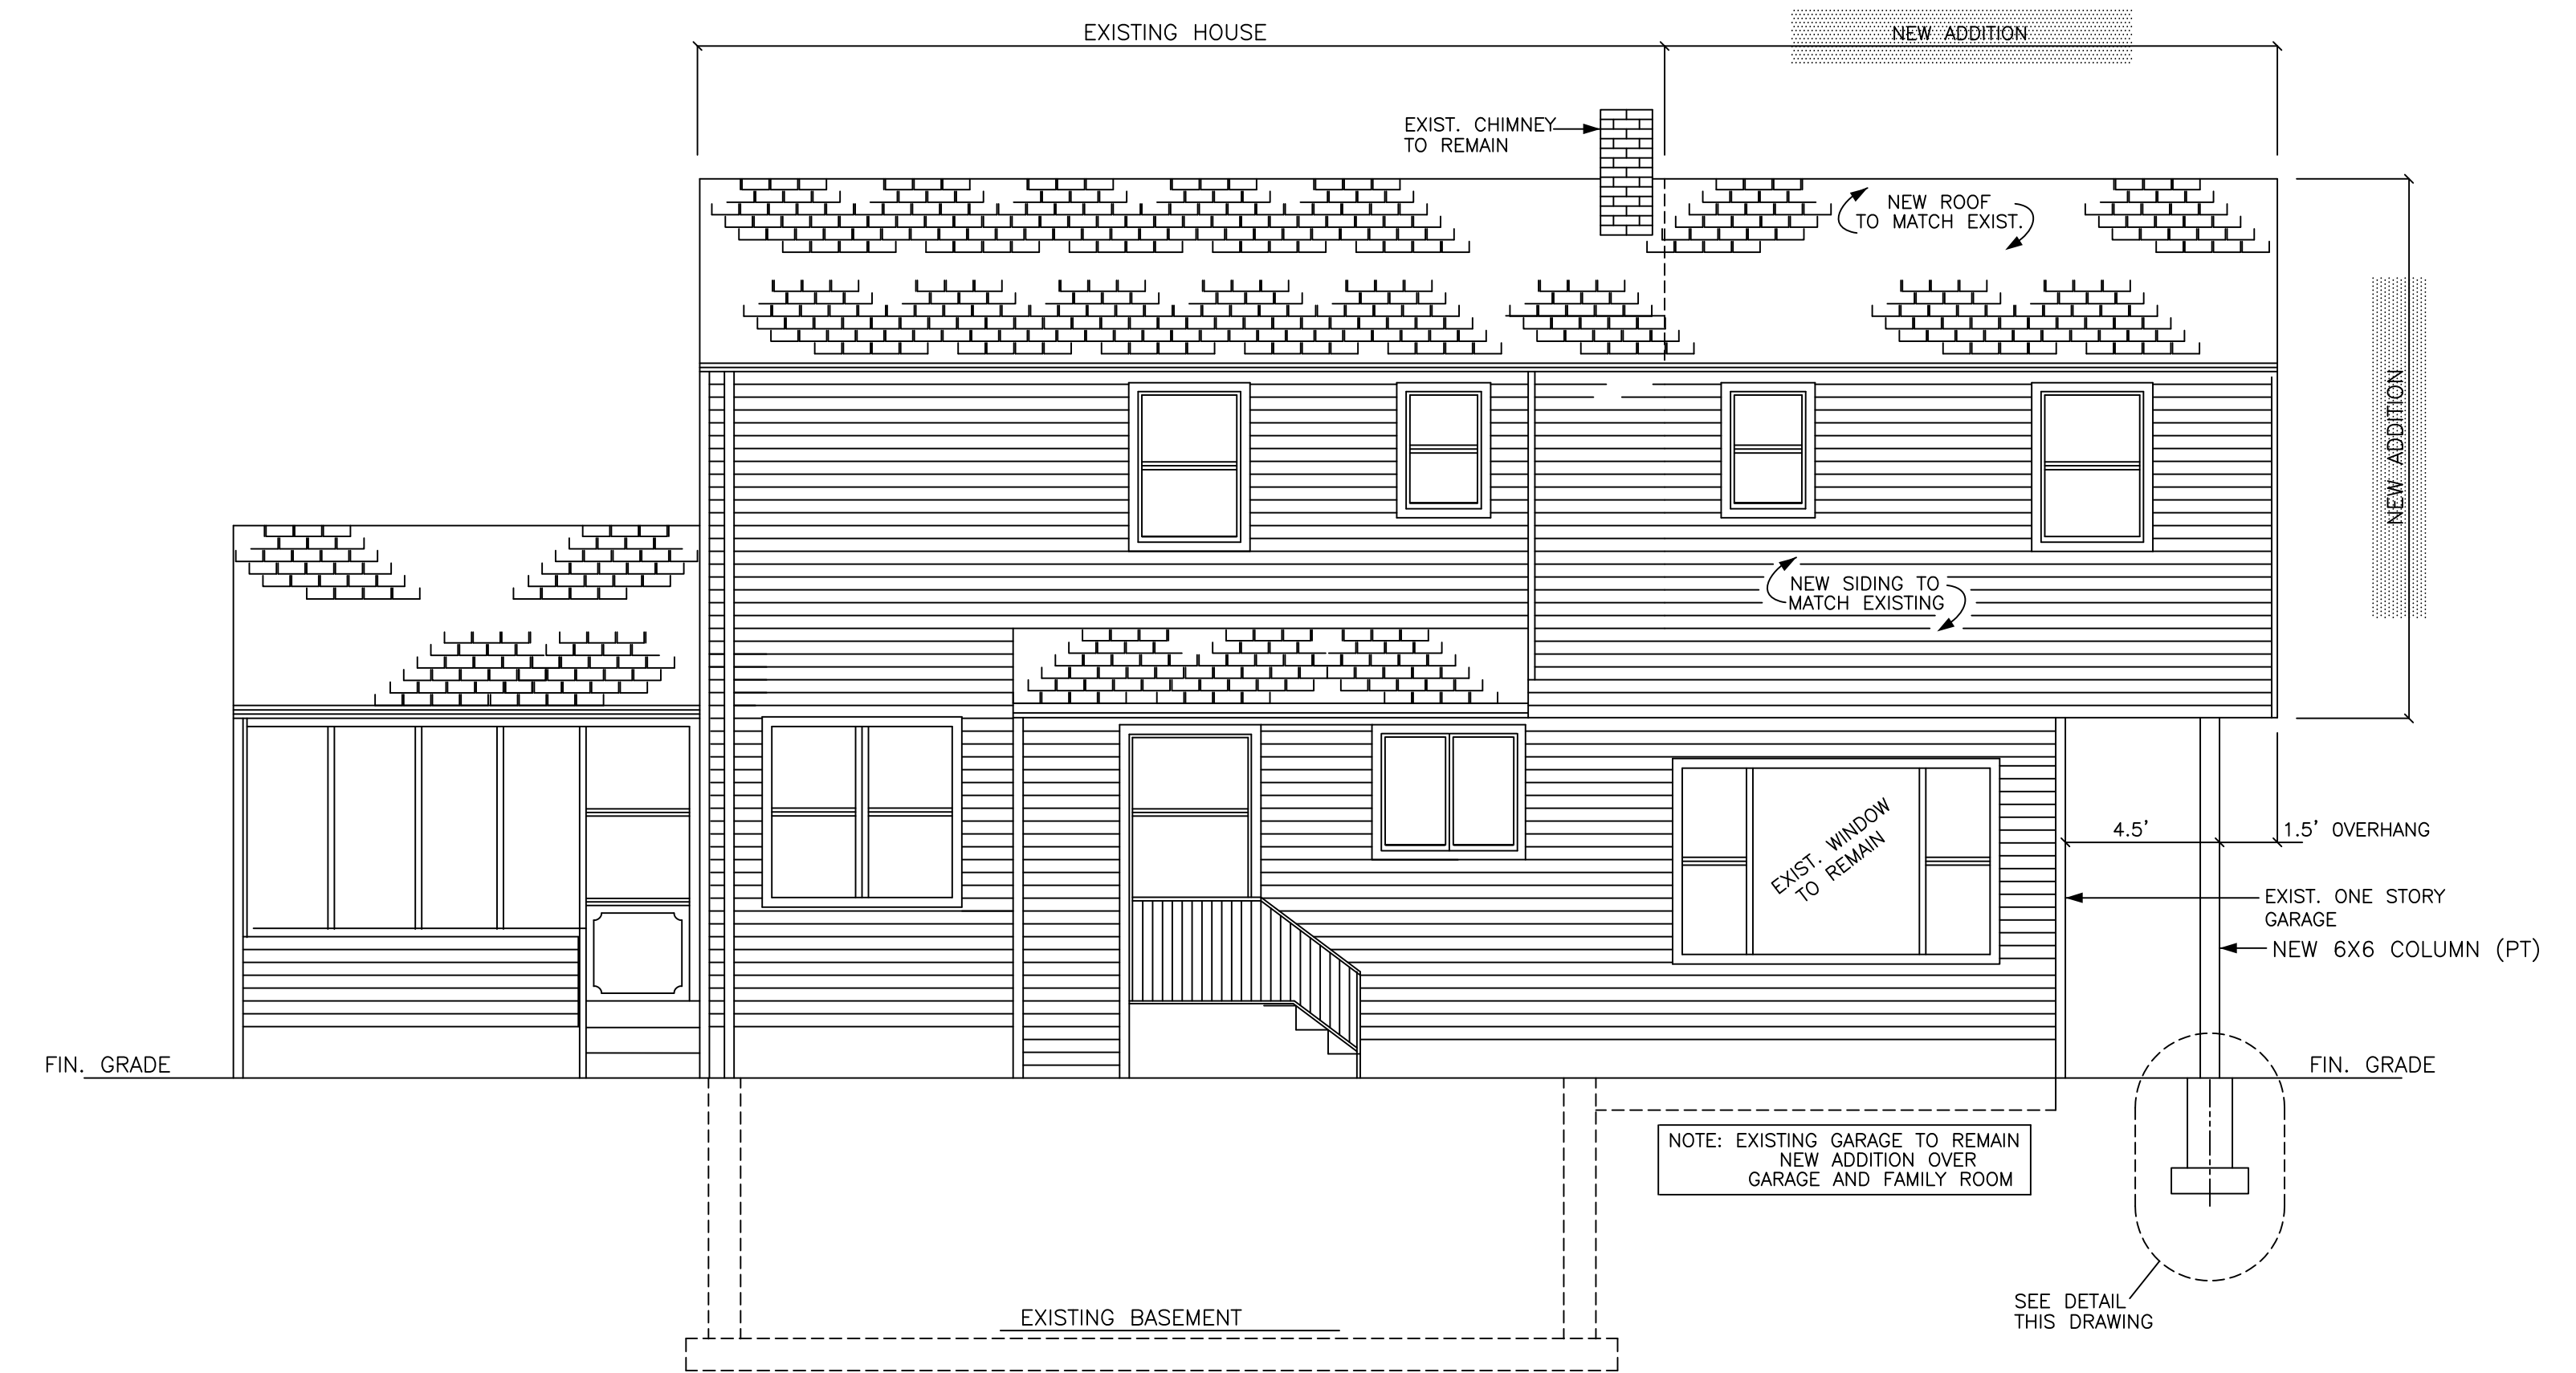 EXISTING HOUSE
NEW ADDITION
EXIST. CHIMNEY
TO REMAIN
NEW ROOF
TO MATCH EXIST.
NEW ADDITION
NEW SIDING TO
MATCH EXISTING
EXIST. WINDOW
TO REMAIN
4.5'
1.5' OVERHANG
EXIST. ONE STORY
GARAGE
NEW 6X6 COLUMN (PT)
FIN. GRADE
FIN. GRADE
NOTE: EXISTING GARAGE TO REMAIN
NEW ADDITION OVER
GARAGE AND FAMILY ROOM
SEE DETAIL
THIS DRAWING
EXISTING BASEMENT